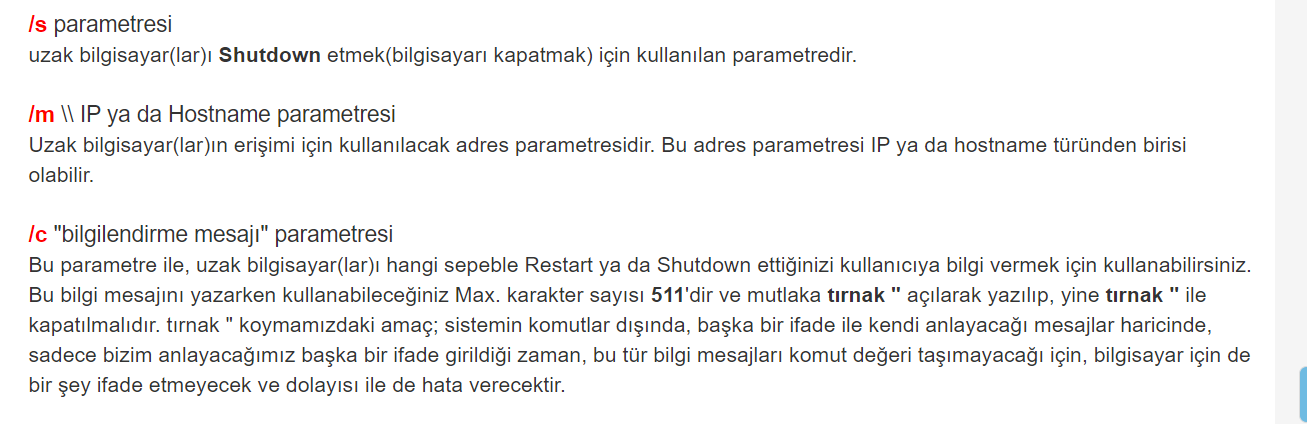 /s parametresi
uzak bilgisayar(lar)ı Shutdown etmek(bilgisayarı kapatmak) için kullanılan parametredir.
/m \\ IP ya da Hostname parametresi
Uzak bilgisayar(lar)ın erişimi için kullanılacak adres parametresidir. Bu adres parametresi IP ya da hostname türünden birisi
olabilir.
/c "bilgilendirme mesajı" parametresi
Bu parametre ile, uzak bilgisayar(lar)ı hangi sepeble Restart ya da Shutdown ettiğinizi kullanıcıya bilgi vermek için kullanabilirsiniz.
Bu bilgi mesajını yazarken kullanabileceğiniz Max. karakter sayısı 511'dir ve mutlaka tırnak " açılarak yazılıp, yine tırnak " ile
kapatılmalıdır. tırnak " koymamızdaki amaç; sistemin komutlar dışında, başka bir ifade ile kendi anlayacağı mesajlar haricinde,
sadece bizim anlayacağımız başka bir ifade girildiği zaman, bu tür bilgi mesajları komut değeri taşımayacağı için, bilgisayar için de
bir şey ifade etmeyecek ve dolayısı ile de hata verecektir.